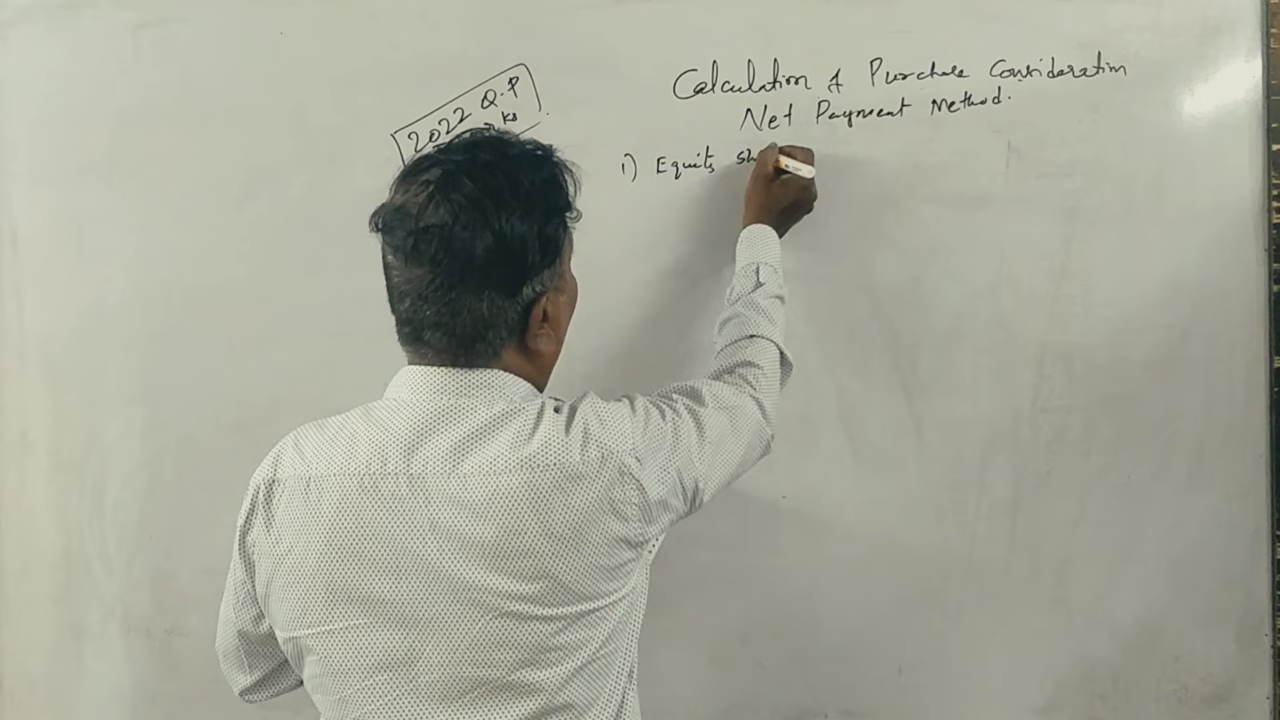 2022 Q.P
Calculation of Purchase Consideration
Net Payment Method.
i) Equity sh